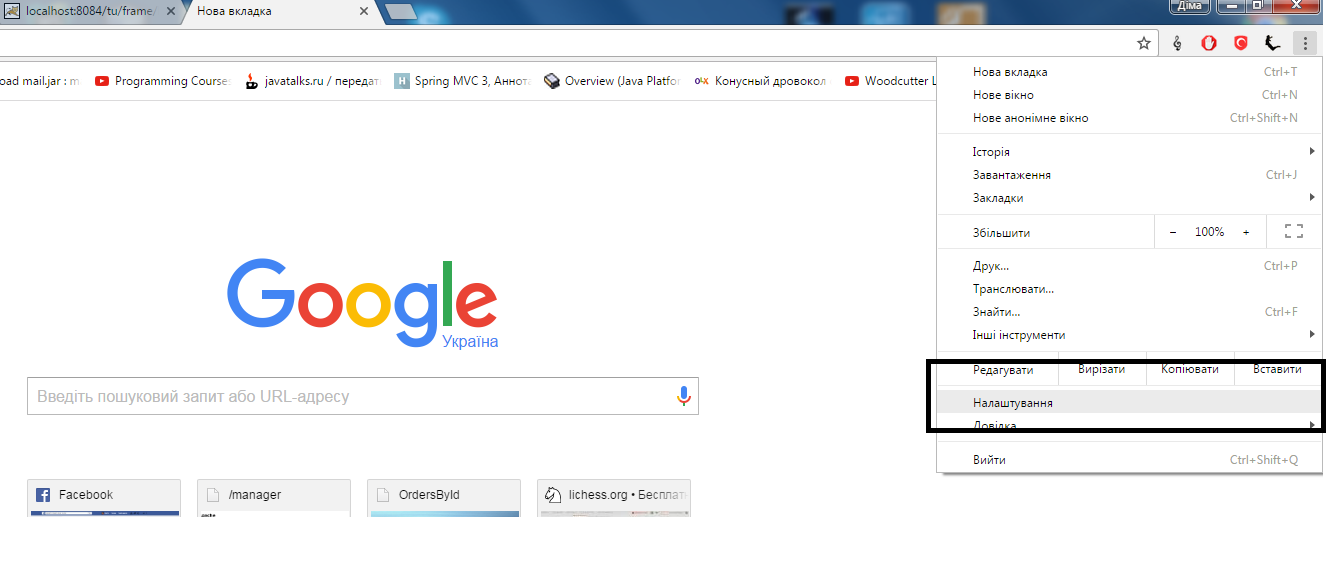 localhost:8084/tu/frame/
Нова вкладка
Діма
oad mail.jar : m
Programming Courses
javatalks.ru / передат
Spring MVC 3, Аннота
Overview (Java Platfor
OLX
Конусный дровокол
Woodcutter L
Нова вкладка Ctrl+T
Нове вікно Ctrl+N
Нове анонімне вікно Ctrl+Shift+N
Історія
Завантаження Ctrl+J
Закладки
Збільшити – 100% +
Друк... Ctrl+P
Транслювати...
Знайти... Ctrl+F
Інші інструменти
Редагувати Вирізати Копіювати Вставити
Налаштування
Довідка
Вийти Ctrl+Shift+Q
Google
Україна
Введіть пошуковий запит або URL-адресу
Facebook
/manager
OrdersById
lichess.org • Бесплат